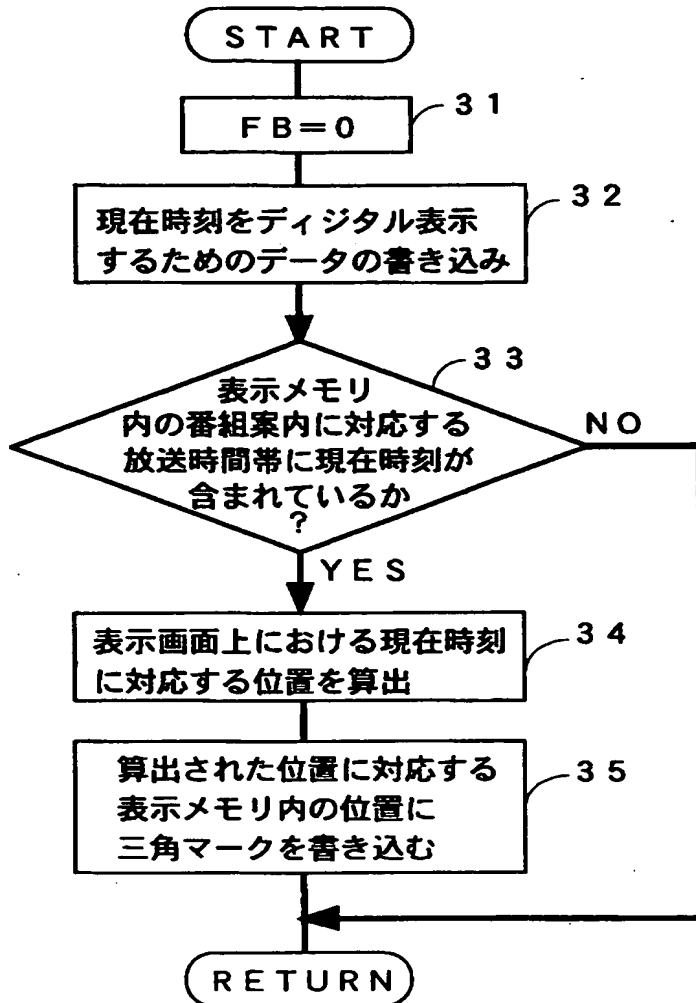 START
FB=0
31
現在時刻をディジタル表示
するためのデータの書き込み
32
33
表示メモリ
内の番組案内に対応する
放送時間帯に現在時刻が
含まれているか
?
NO
YES
表示画面上における現在時刻
に対応する位置を算出
34
算出された位置に対応する
表示メモリ内の位置に
三角マークを書き込む
35
RETURN